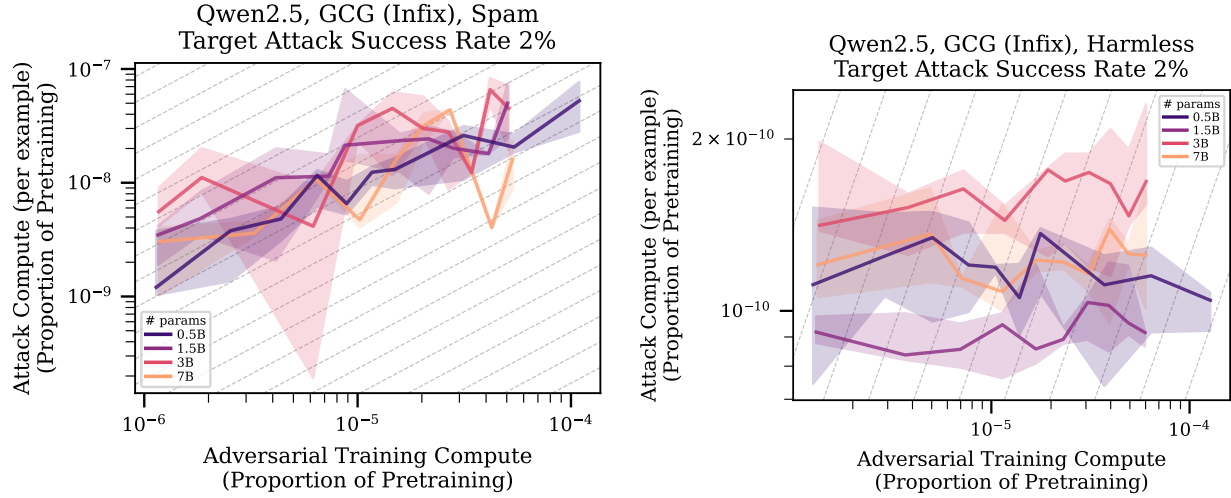 Qwen2.5, GCG (Infix), Spam
Target Attack Success Rate 2%
Attack Compute (per example)
(Proportion of Pretraining)
10⁻⁷
10⁻⁸
10⁻⁹
# params
0.5B
1.5B
3B
7B
10⁻⁶
10⁻⁵
10⁻⁴
Adversarial Training Compute
(Proportion of Pretraining)
Qwen2.5, GCG (Infix), Harmless
Target Attack Success Rate 2%
Attack Compute (per example)
(Proportion of Pretraining)
2 × 10⁻¹⁰
10⁻¹⁰
# params
0.5B
1.5B
3B
7B
10⁻⁵
10⁻⁴
Adversarial Training Compute
(Proportion of Pretraining)